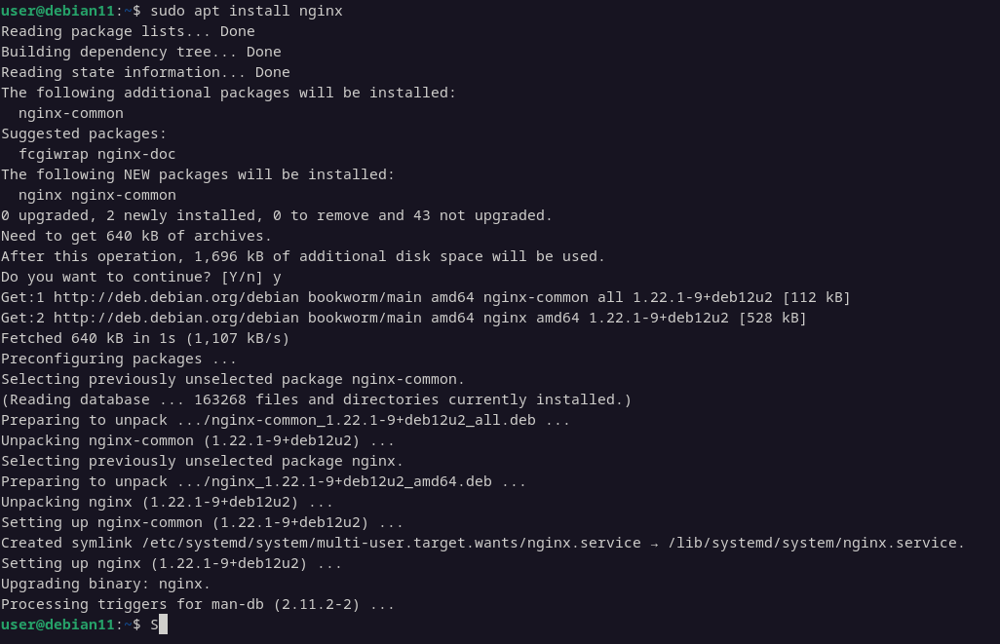 user@debian11:~$ sudo apt install nginx
Reading package lists... Done
Building dependency tree... Done
Reading state information... Done
The following additional packages will be installed:
  nginx-common
Suggested packages:
  fcgiwrap nginx-doc
The following NEW packages will be installed:
  nginx nginx-common
0 upgraded, 2 newly installed, 0 to remove and 43 not upgraded.
Need to get 640 kB of archives.
After this operation, 1,696 kB of additional disk space will be used.
Do you want to continue? [Y/n] y
Get:1 http://deb.debian.org/debian bookworm/main amd64 nginx-common all 1.22.1-9+deb12u2 [112 kB]
Get:2 http://deb.debian.org/debian bookworm/main amd64 nginx amd64 1.22.1-9+deb12u2 [528 kB]
Fetched 640 kB in 1s (1,107 kB/s)
Preconfiguring packages ...
Selecting previously unselected package nginx-common.
(Reading database ... 163268 files and directories currently installed.)
Preparing to unpack .../nginx-common_1.22.1-9+deb12u2_all.deb ...
Unpacking nginx-common (1.22.1-9+deb12u2) ...
Selecting previously unselected package nginx.
Preparing to unpack .../nginx_1.22.1-9+deb12u2_amd64.deb ...
Unpacking nginx (1.22.1-9+deb12u2) ...
Setting up nginx-common (1.22.1-9+deb12u2) ...
Created symlink /etc/systemd/system/multi-user.target.wants/nginx.service → /lib/systemd/system/nginx.service.
Setting up nginx (1.22.1-9+deb12u2) ...
Upgrading binary: nginx.
Processing triggers for man-db (2.11.2-2) ...
user@debian11:~$ S